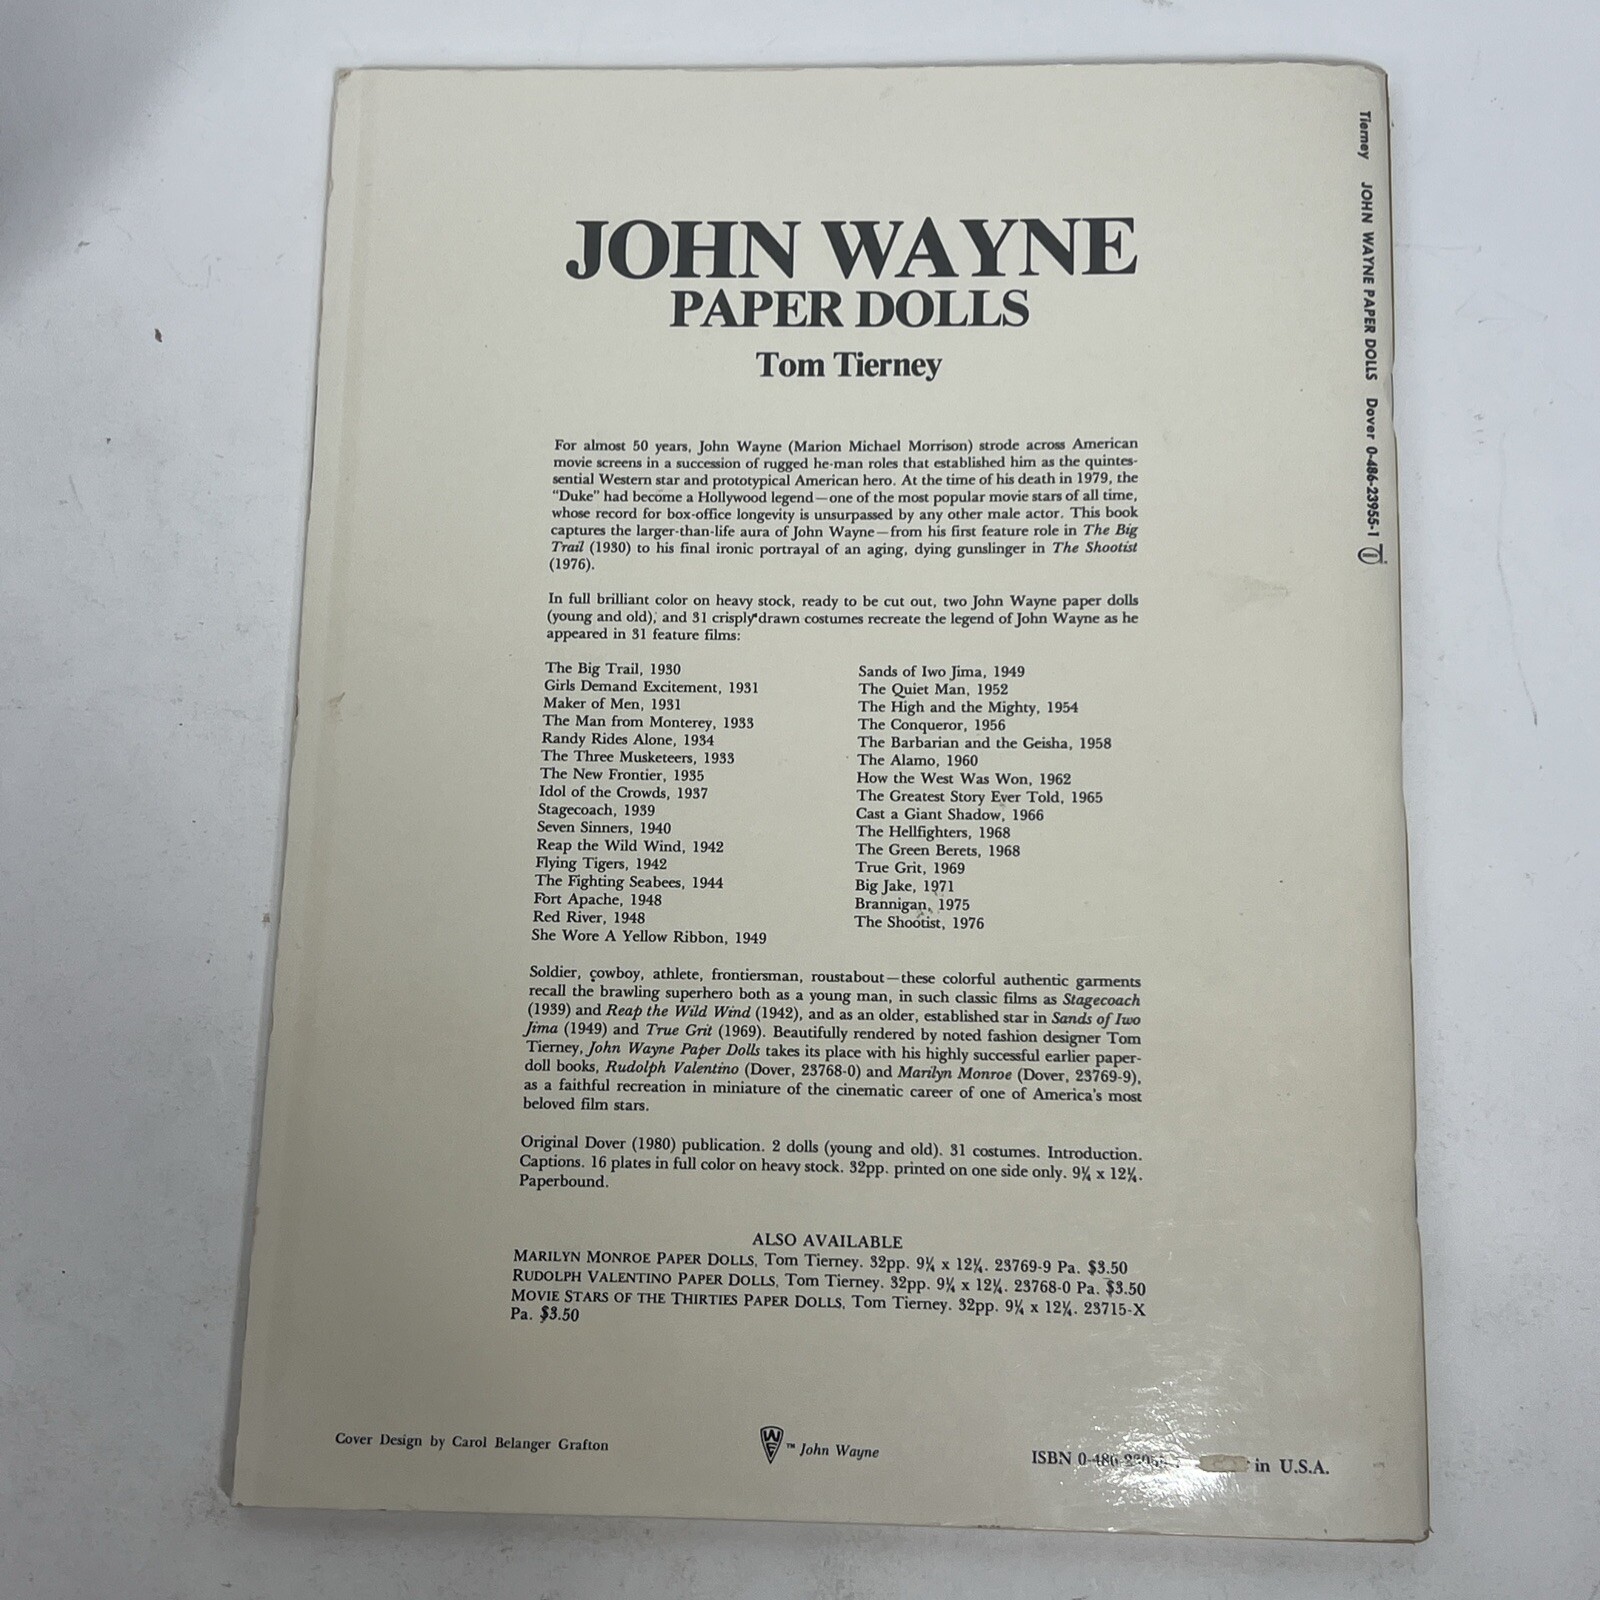 JOHN WAYNE
PAPER DOLLS
Tom Tierney
For almost 50 years, John Wayne (Marion Michael Morrison) strode across American
movie screens in a succession of rugged he-man roles that established him as the quintes-
sential Western star and prototypical American hero. At the time of his death in 1979, the
"Duke" had become a Hollywood legend—one of the most popular movie stars of all time,
whose record for box-office longevity is unsurpassed by any other male actor. This book
captures the larger-than-life aura of John Wayne—from his first feature role in The Big
Trail (1930) to his final ironic portrayal of an aging, dying gunslinger in The Shootist
(1976).
In full brilliant color on heavy stock, ready to be cut out, two John Wayne paper dolls
(young and old), and 31 crisply drawn costumes recreate the legend of John Wayne as he
appeared in 31 feature films:
The Big Trail, 1930
Girls Demand Excitement, 1931
Maker of Men, 1931
The Man from Monterey, 1933
Randy Rides Alone, 1934
The Three Musketeers, 1933
The New Frontier, 1935
Idol of the Crowds, 1937
Stagecoach, 1939
Seven Sinners, 1940
Reap the Wild Wind, 1942
Flying Tigers, 1942
The Fighting Seabees, 1944
Fort Apache, 1948
Red River, 1948
She Wore A Yellow Ribbon, 1949
Sands of Iwo Jima, 1949
The Quiet Man, 1952
The High and the Mighty, 1954
The Conqueror, 1956
The Barbarian and the Geisha, 1958
The Alamo, 1960
How the West Was Won, 1962
The Greatest Story Ever Told, 1965
Cast a Giant Shadow, 1966
The Hellfighters, 1968
The Green Berets, 1968
True Grit, 1969
Big Jake, 1971
Brannigan, 1975
The Shootist, 1976
Soldier, cowboy, athlete, frontiersman, roustabout—these colorful authentic garments
recall the brawling superhero both as a young man, in such classic films as Stagecoach
(1939) and Reap the Wild Wind (1942), and as an older, established star in Sands of Iwo
Jima (1949) and True Grit (1969). Beautifully rendered by noted fashion designer Tom
Tierney, John Wayne Paper Dolls takes its place with his highly successful earlier paper-
doll books, Rudolph Valentino (Dover, 23768-0) and Marilyn Monroe (Dover, 23769-9),
as a faithful recreation in miniature of the cinematic career of one of America's most
beloved film stars.
Original Dover (1980) publication. 2 dolls (young and old). 31 costumes. Introduction.
Captions. 16 plates in full color on heavy stock. 32pp. printed on one side only. 9¼ x 12¼.
Paperbound.
ALSO AVAILABLE
MARILYN MONROE PAPER DOLLS, Tom Tierney. 32pp. 9¼ x 12¼. 23769-9 Pa. $3.50
RUDOLPH VALENTINO PAPER DOLLS, Tom Tierney. 32pp. 9¼ x 12¼. 23768-0 Pa. $3.50
MOVIE STARS OF THE THIRTIES PAPER DOLLS, Tom Tierney. 32pp. 9¼ x 12¼. 23715-X
Pa. $3.50
Cover Design by Carol Belanger Grafton
™ John Wayne
ISBN in U.S.A.
Tierney JOHN WAYNE PAPER DOLLS Dover 0-486-23955-1